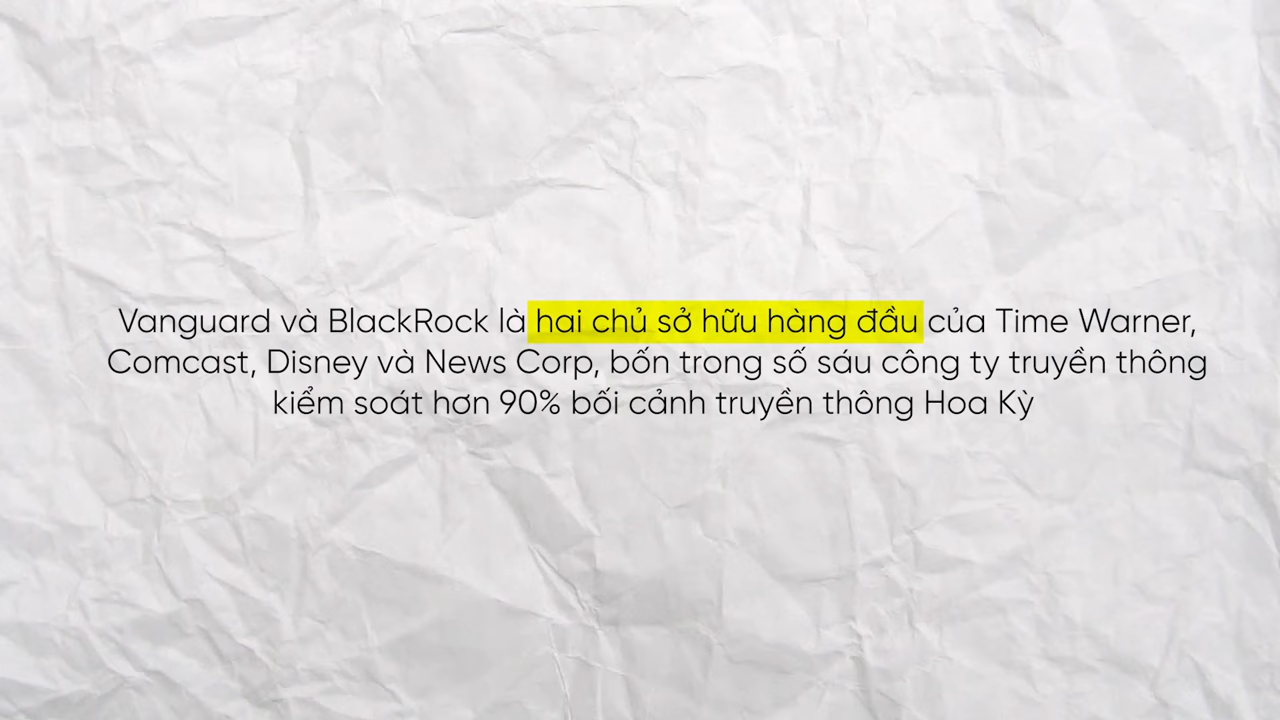 Vanguard và BlackRock là hai chủ sở hữu hàng đầu của Time Warner,
Comcast, Disney và News Corp, bốn trong số sáu công ty truyền thông
kiểm soát hơn 90% bối cảnh truyền thông Hoa Kỳ